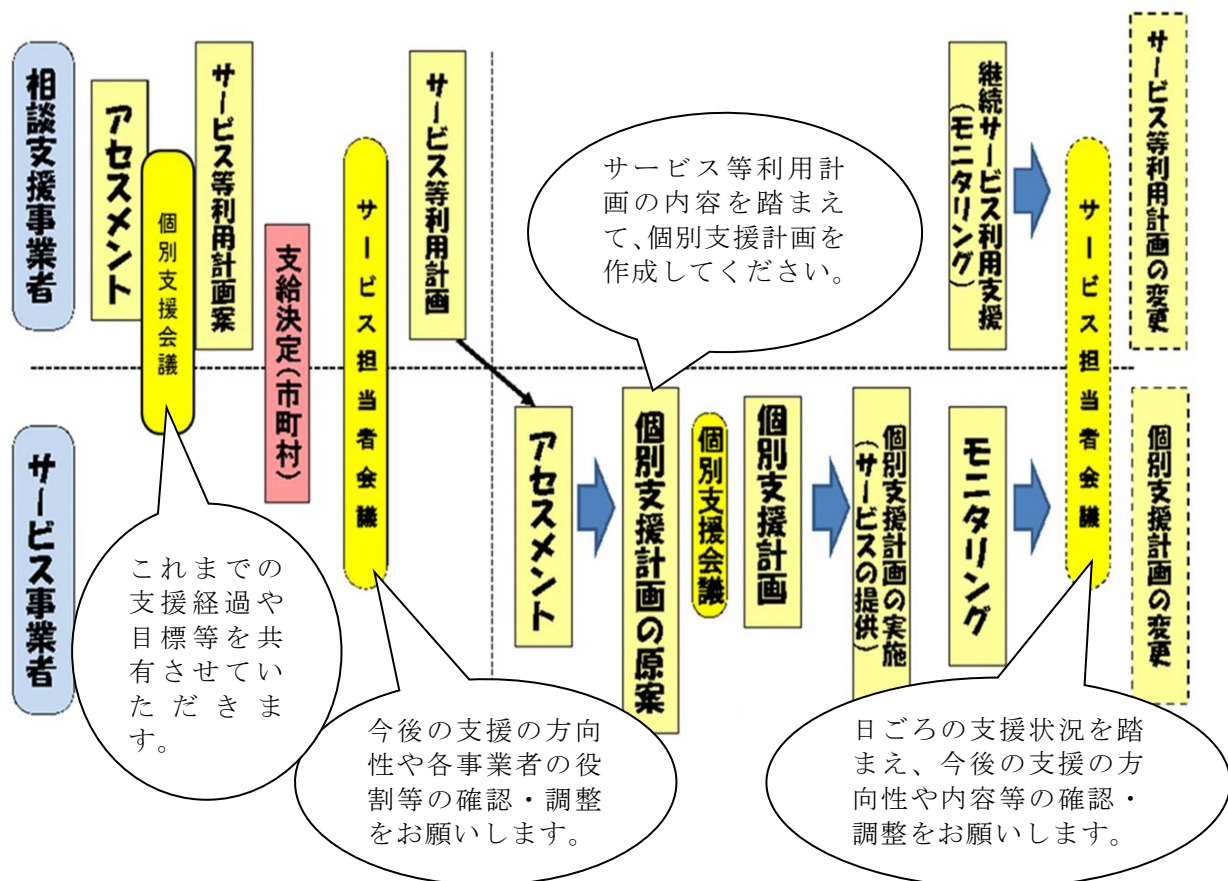 相談支援事業者
アセスメント
個別支援会議
サービス等利用計画案
支給決定(市町村)
サービス担当者会議
サービス等利用計画
継続サービス利用支援
(モニタリング)
サービス担当者会議
サービス等利用計画の変更
サービス事業者
アセスメント
個別支援計画の原案
個別支援会議
個別支援計画
個別支援計画の実施
(サービスの提供)
モニタリング
個別支援計画の変更
サービス等利用計
画の内容を踏まえ
て、個別支援計画を
作成してください。
これまでの
支援経過や
目標等を共
有させてい
ただきま
す。
今後の支援の方向
性や各事業者の役
割等の確認・調整
をお願いします。
日ごろの支援状況を踏
まえ、今後の支援の方
向性や内容等の確認・
調整をお願いします。